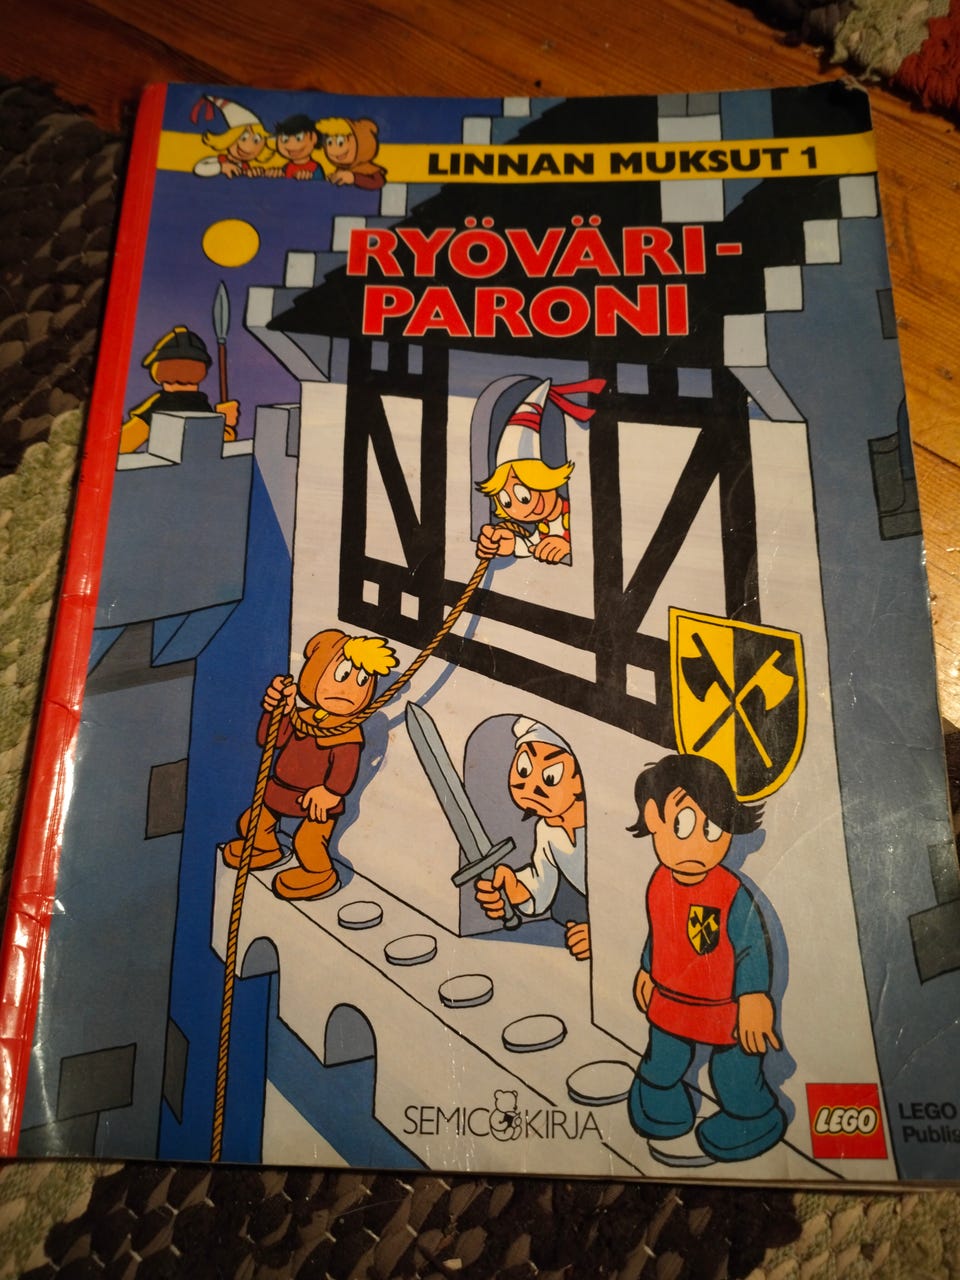 LINNAN MUKSUT 1
RYÖVÄRI-
PARONI
SEMIC KIRJA
LEGO
LEGO